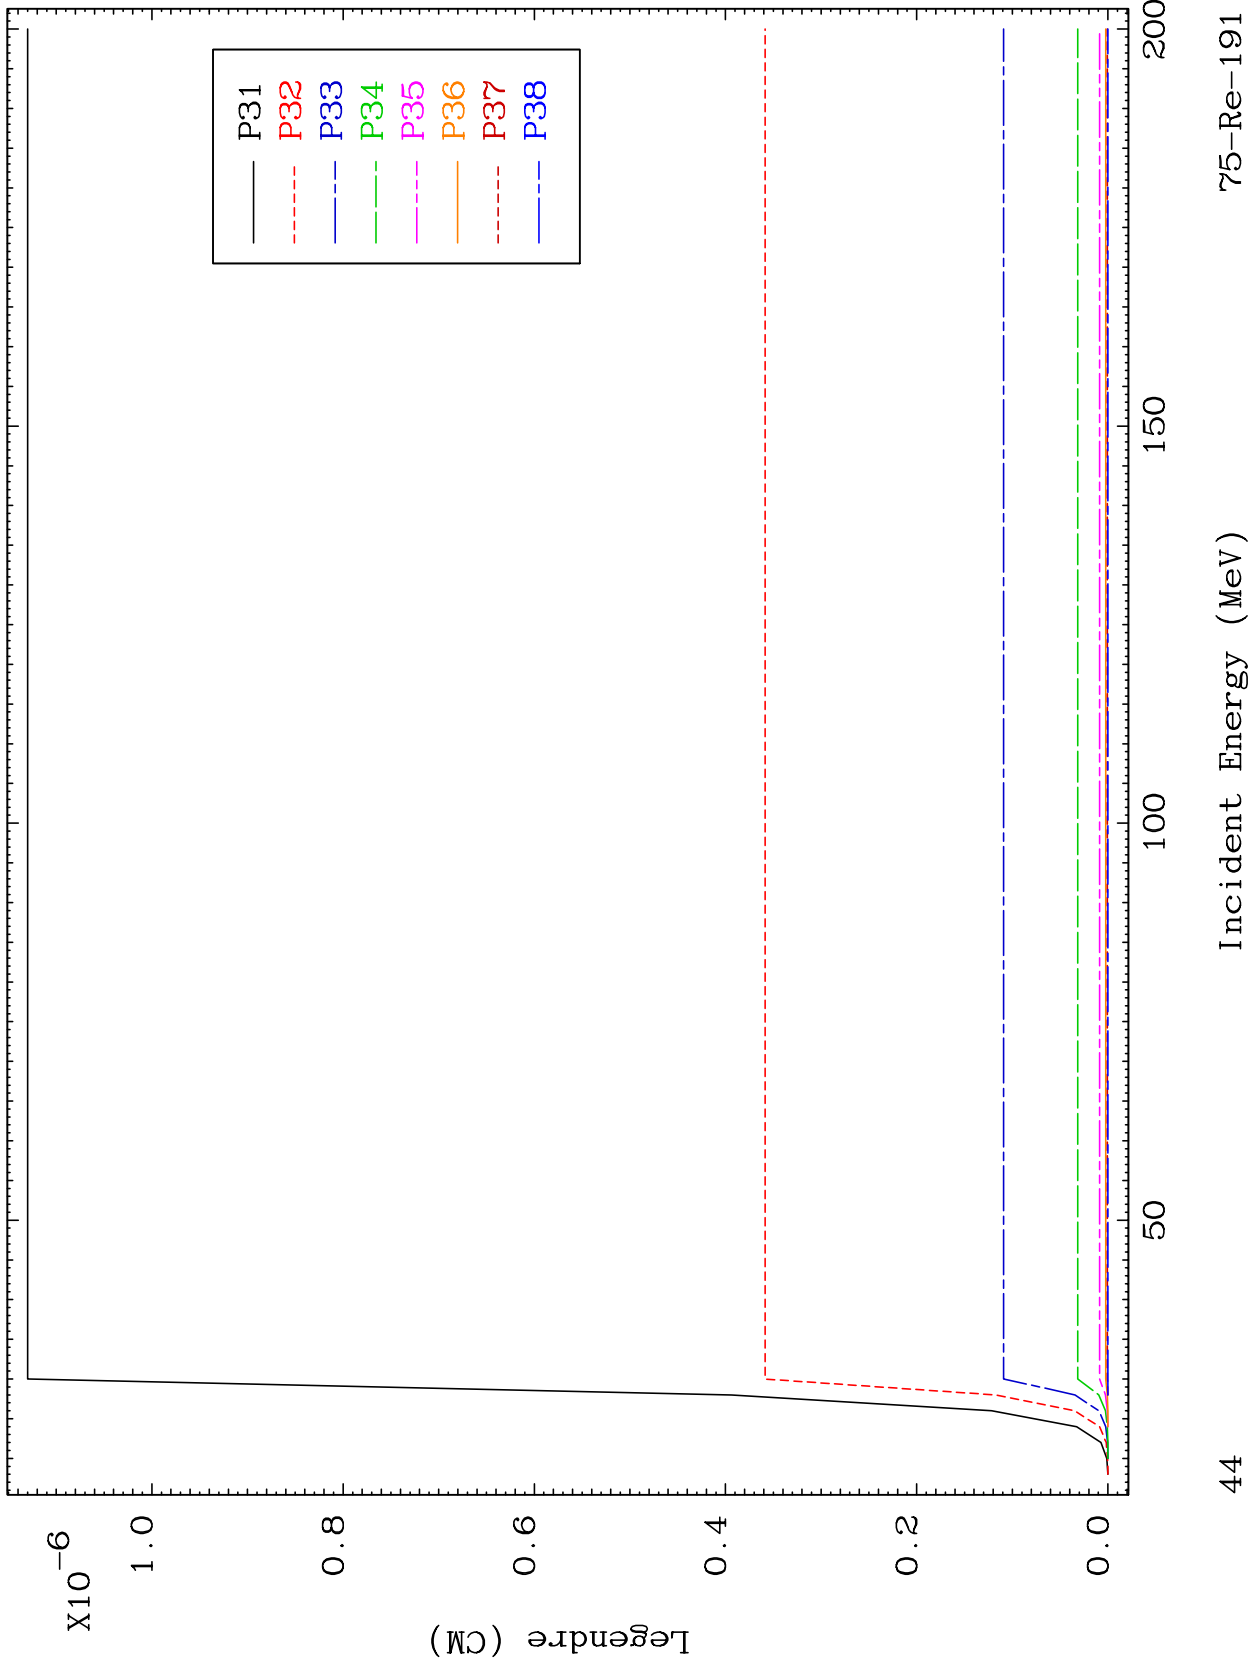 X10-6
1.0
0.8
0.6
0.4
0.2
0.0
Legendre (CM)
P31
P32
P33
P34
P35
P36
P37
P38
50
100
150
200
Incident Energy (MeV)
44
75-Re-191